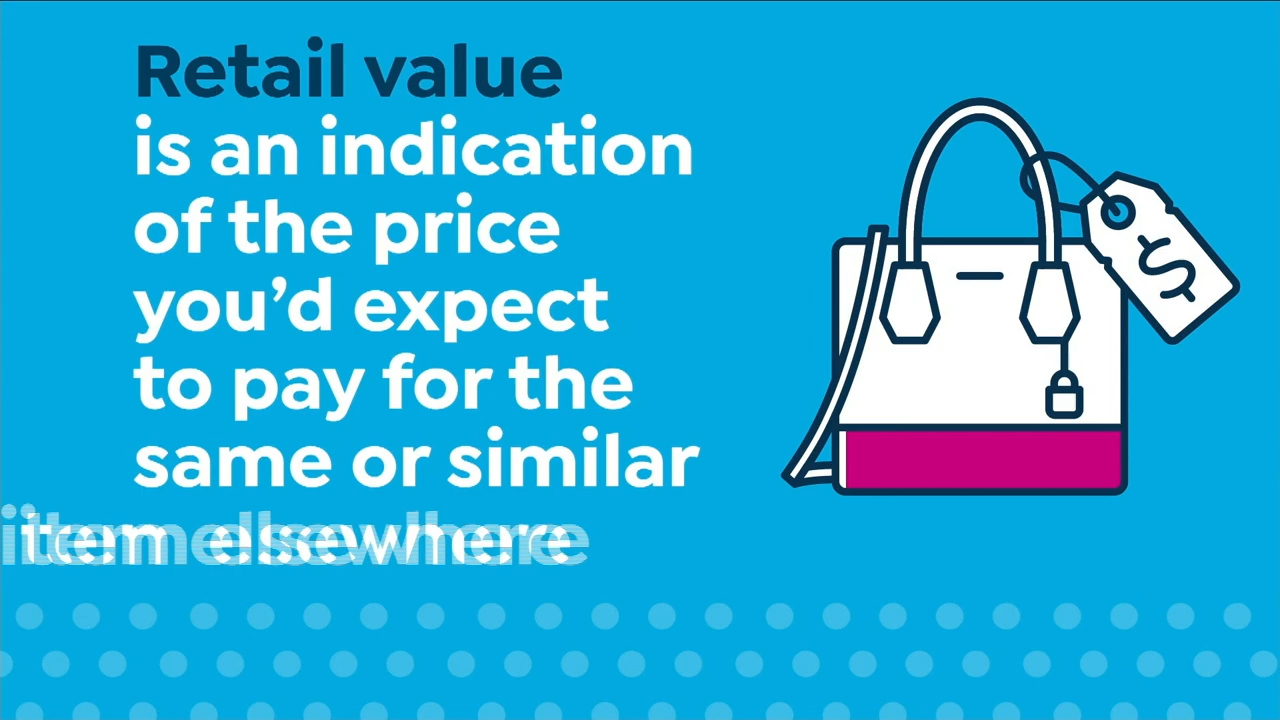 Retail value
is an indication
of the price
you’d expect
to pay for the
same or similar
item elsewhere
$